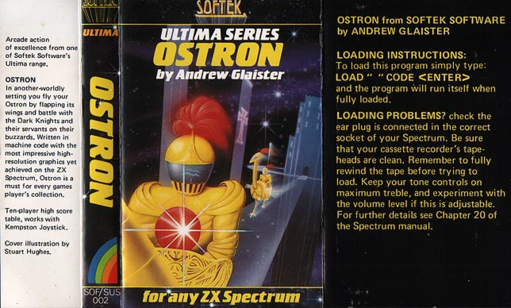 Arcade action
of excellence from one
of Softek Software's
Ultima range.
OSTRON
In another-worldly
setting you fly your
Ostron by flapping its
wings and battle with
the Dark Knights and
their servants on their
buzzards. Written in
machine code with the
most impressive high-
resolution graphics yet
achieved on the ZX
Spectrum, Ostron is a
must for every games
player's collection.
Ten-player high score
table, works with
Kempston Joystick.
Cover illustration by
Stuart Hughes.
SOFTEK
ULTIMA
OSTRON
SOF/SUS
002
SOFTEK
ULTIMA SERIES
OSTRON
by Andrew Glaister
for any ZX Spectrum
OSTRON from SOFTEK SOFTWARE
by ANDREW GLAISTER
LOADING INSTRUCTIONS:
To load this program simply type:
LOAD “ “ CODE <ENTER>
and the program will run itself when
fully loaded.
LOADING PROBLEMS? check the
ear plug is connected in the correct
socket of your Spectrum. Be sure
that your cassette recorder's tape-
heads are clean. Remember to fully
rewind the tape before trying to
load. Keep your tone controls on
maximum treble, and experiment with
the volume level if this is adjustable.
For further details see Chapter 20 of
the Spectrum manual.